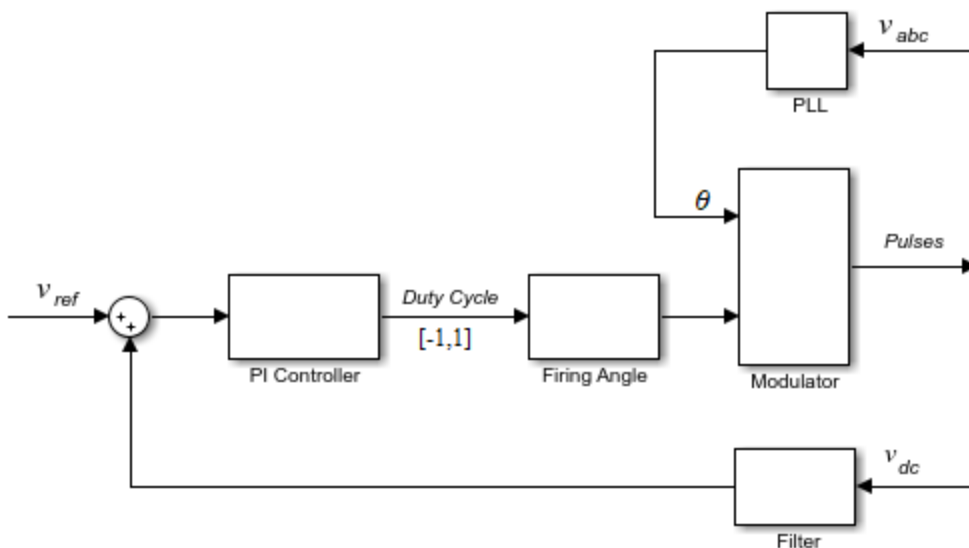 v abc
PLL
θ
Pulses
v ref
+
+
Duty Cycle
[-1,1]
PI Controller
Firing Angle
Modulator
v dc
Filter